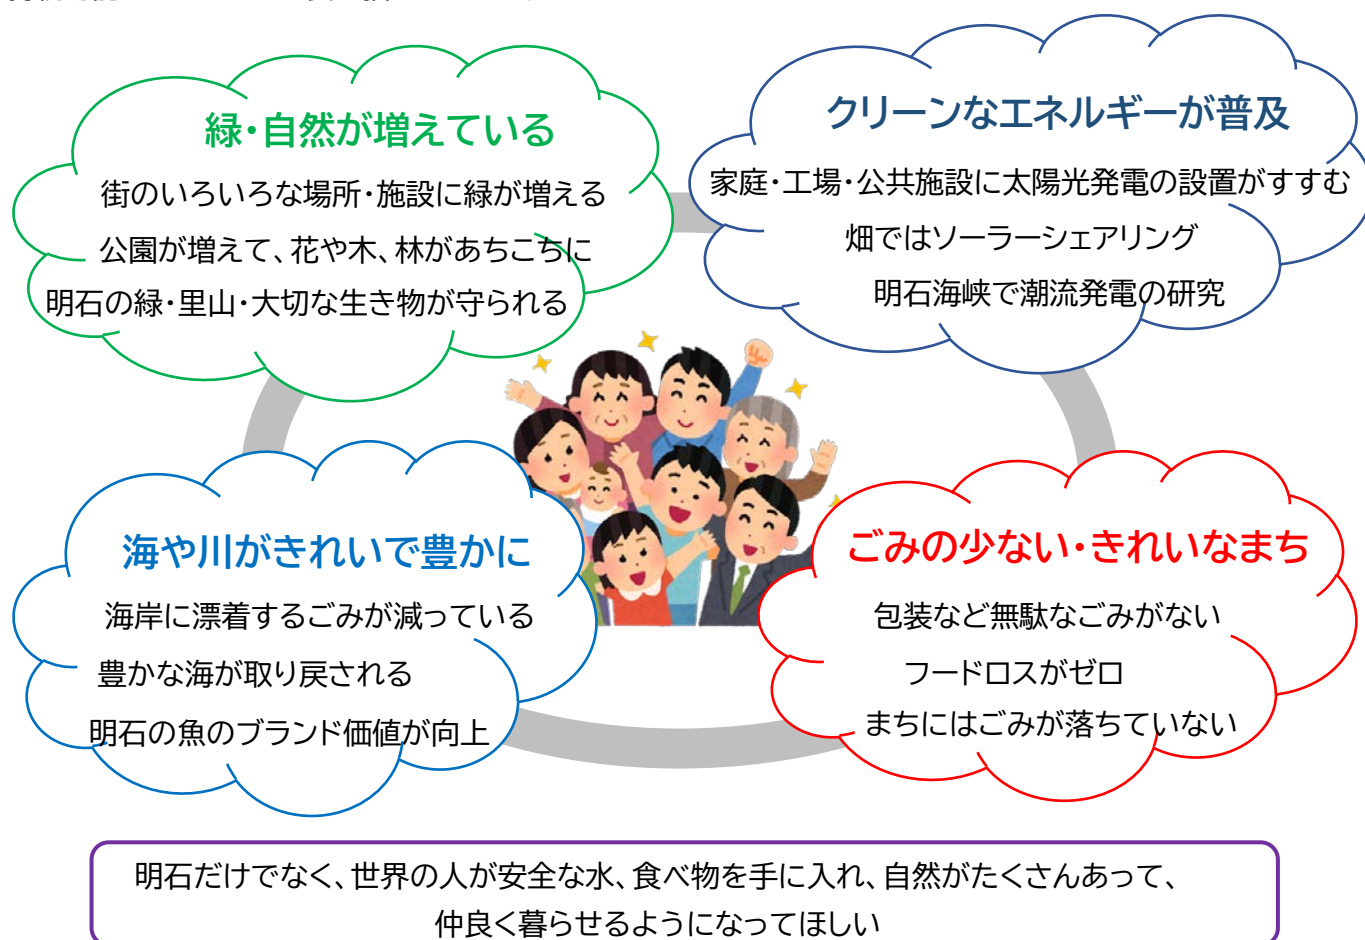 緑・自然が増えている
街のいろいろな場所・施設に緑が増える
公園が増えて、花や木、林があちこちに
明石の緑・里山・大切な生き物が守られる
クリーンなエネルギーが普及
家庭・工場・公共施設に太陽光発電の設置がすすむ
畑ではソーラーシェアリング
明石海峡で潮流発電の研究
海や川がきれいで豊かに
海岸に漂着するごみが減っている
豊かな海が取り戻される
明石の魚のブランド価値が向上
ごみの少ない・きれいなまち
包装など無駄なごみがない
フードロスがゼロ
まちにはごみが落ちていない
明石だけでなく、世界の人が安全な水、食べ物を手に入れ、自然がたくさんあって、
仲良く暮らせるようになってほしい